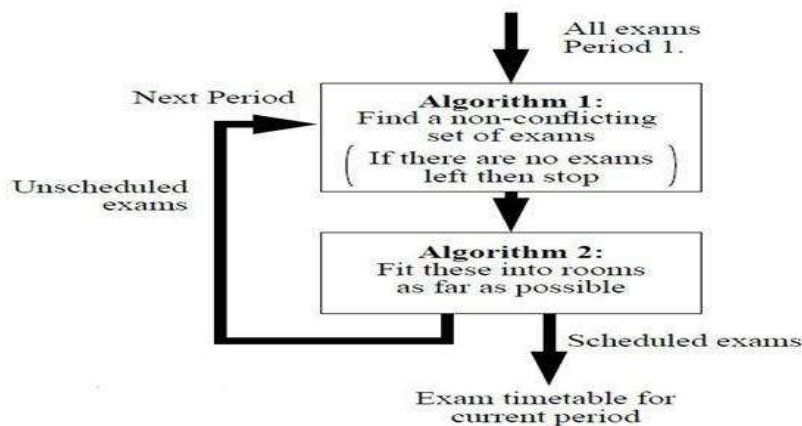 All exams
Period 1.
Next Period
Algorithm 1:
Find a non-conflicting
set of exams
( If there are no exams
left then stop )
Unscheduled
exams
Algorithm 2:
Fit these into rooms
as far as possible
Scheduled exams
Exam timetable for
current period